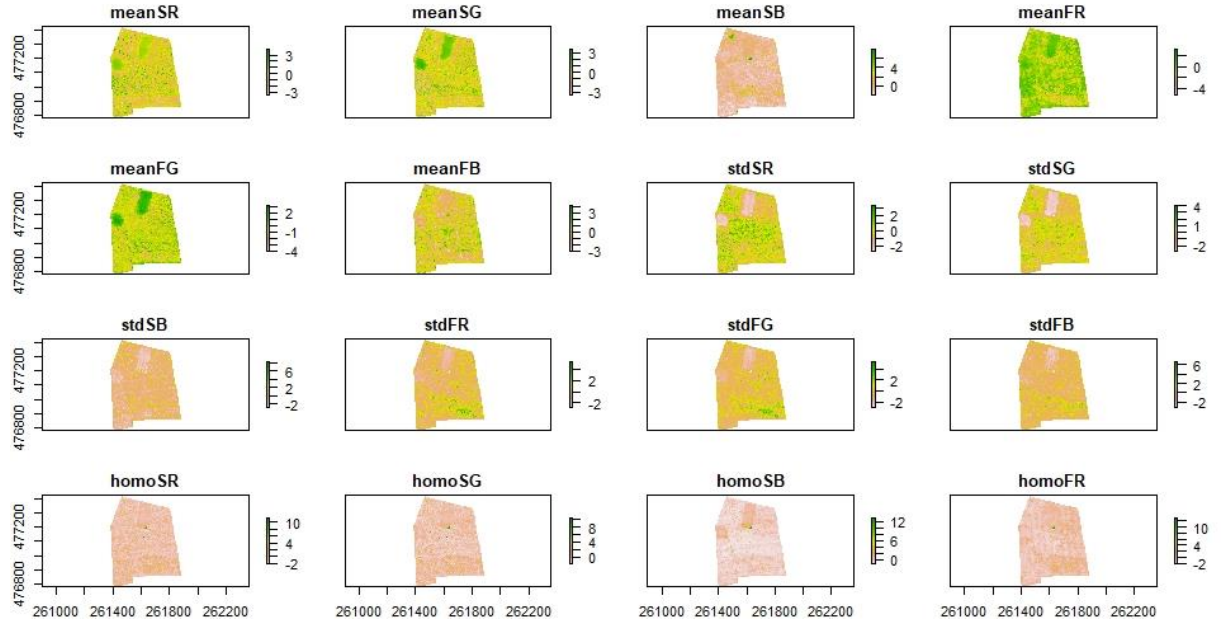 meanSR meanSG meanSB meanFR
476800 477200
3 0 -3
3 0 -3
4 0
0 -4
meanFG meanFB stdSR stdSG
476800 477200
2 -1 -4
3 0 -3
2 0 -2
4 1 -2
stdSB stdFR stdFG stdFB
476800 477200
6 2 -2
2 -2
2 -2
6 2 -2
homoSR homoSG homoSB homoFR
476800 477200
10 4 -2
8 4 0
12 6 0
10 4 -2
261000 261400 261800 262200 261000 261400 261800 262200 261000 261400 261800 262200 261000 261400 261800 262200